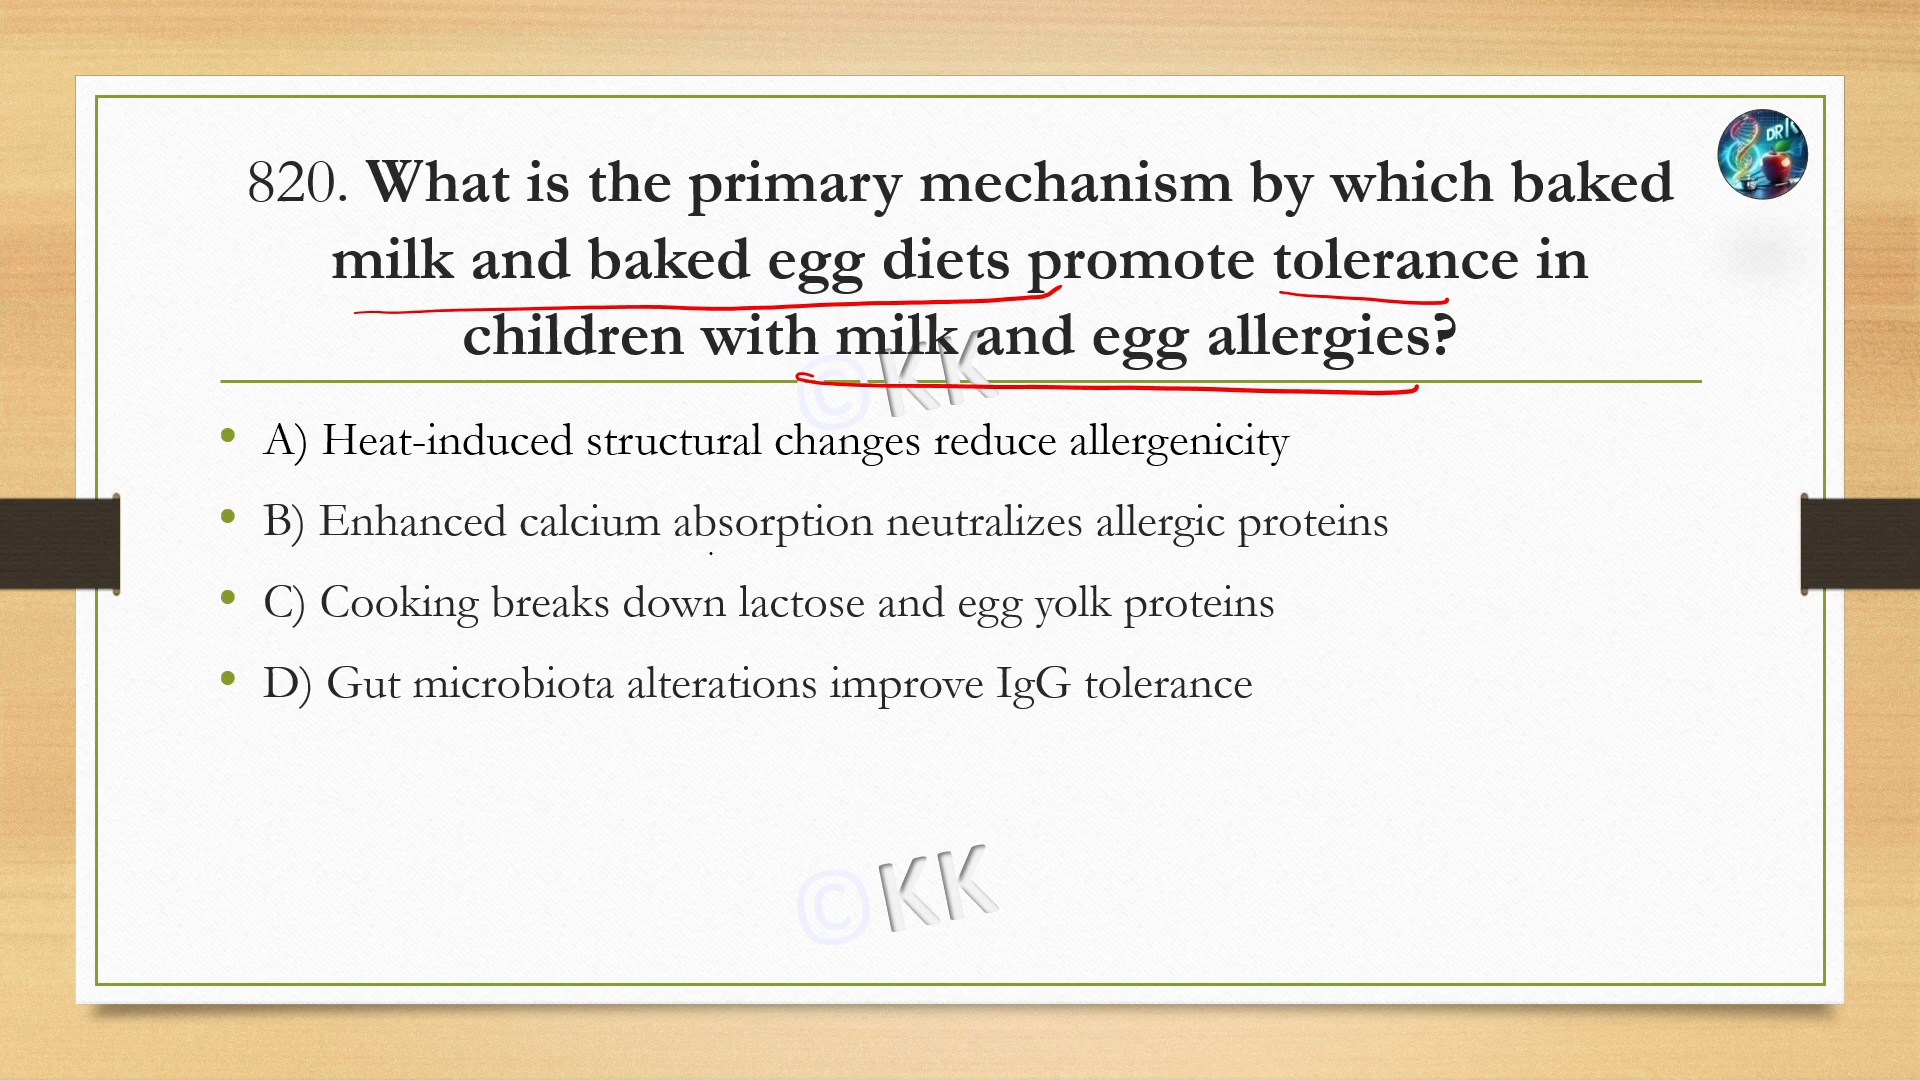 820. What is the primary mechanism by which baked
milk and baked egg diets promote tolerance in
children with milk and egg allergies?
• A) Heat-induced structural changes reduce allergenicity
• B) Enhanced calcium absorption neutralizes allergic proteins
• C) Cooking breaks down lactose and egg yolk proteins
• D) Gut microbiota alterations improve IgG tolerance
©KK
©KK